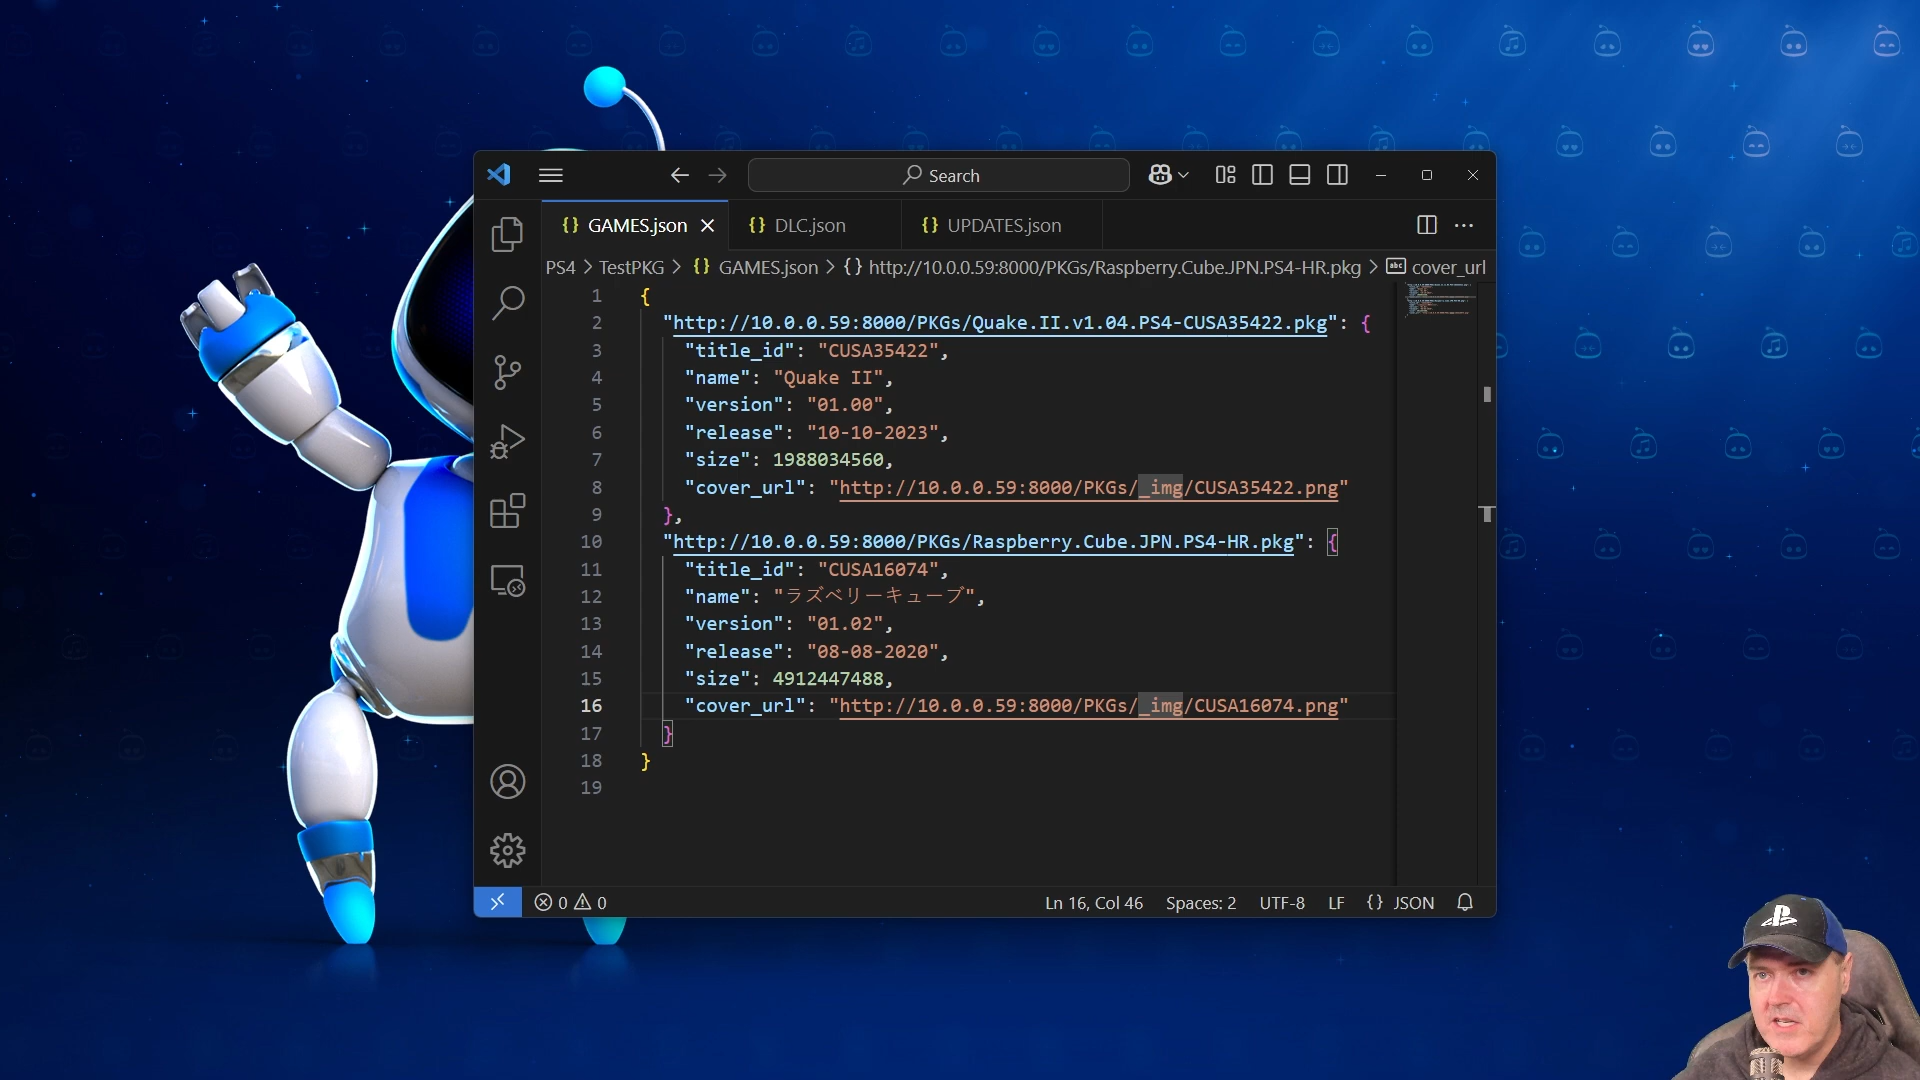 Search
GAMES.json
DLC.json
UPDATES.json
PS4 > TestPKG > {} GAMES.json > {} http://10.0.0.59:8000/PKGs/Raspberry.Cube.JPN.PS4-HR.pkg > cover_url
1 {
2 "http://10.0.0.59:8000/PKGs/Quake.II.v1.04.PS4-CUSA35422.pkg": {
3 "title_id": "CUSA35422",
4 "name": "Quake II",
5 "version": "01.00",
6 "release": "10-10-2023",
7 "size": 1988034560,
8 "cover_url": "http://10.0.0.59:8000/PKGs/_img/CUSA35422.png"
9 },
10 "http://10.0.0.59:8000/PKGs/Raspberry.Cube.JPN.PS4-HR.pkg": {
11 "title_id": "CUSA16074",
12 "name": "ラズベリーキューブ",
13 "version": "01.02",
14 "release": "08-08-2020",
15 "size": 4912447488,
16 "cover_url": "http://10.0.0.59:8000/PKGs/_img/CUSA16074.png"
17 }
18 }
19
0 0 Ln 16, Col 46 Spaces: 2 UTF-8 LF {} JSON